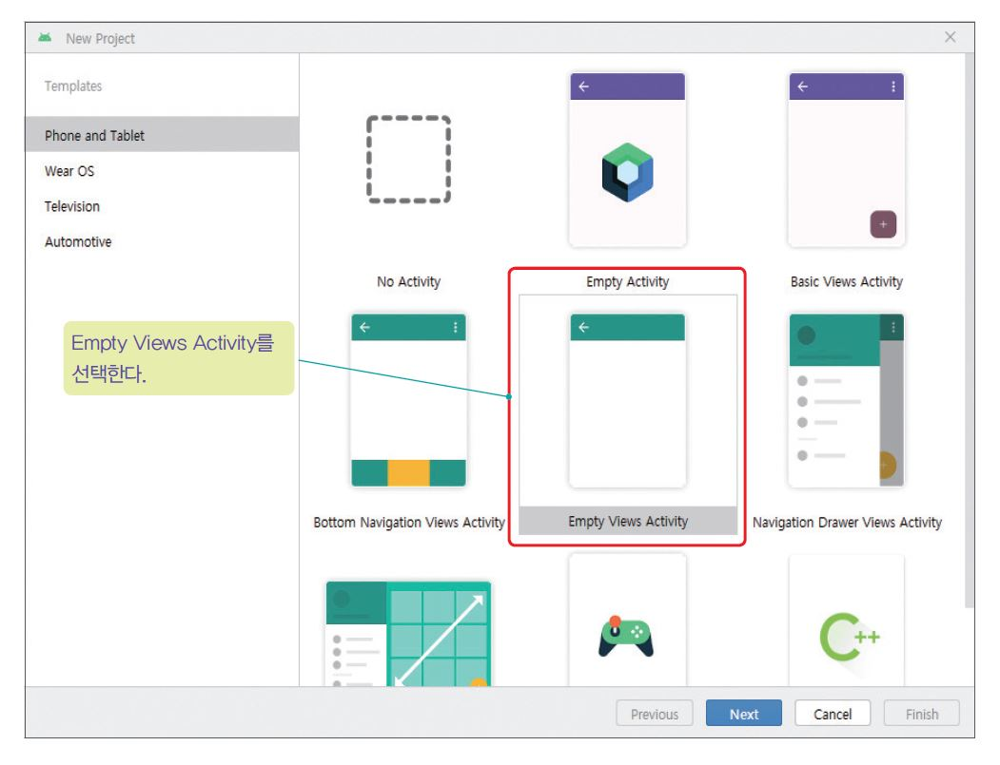 New Project
Templates
Phone and Tablet
Wear OS
Television
Automotive
No Activity
Empty Activity
Basic Views Activity
Empty Views Activity를
선택한다.
Bottom Navigation Views Activity
Empty Views Activity
Navigation Drawer Views Activity
C++
Previous
Next
Cancel
Finish